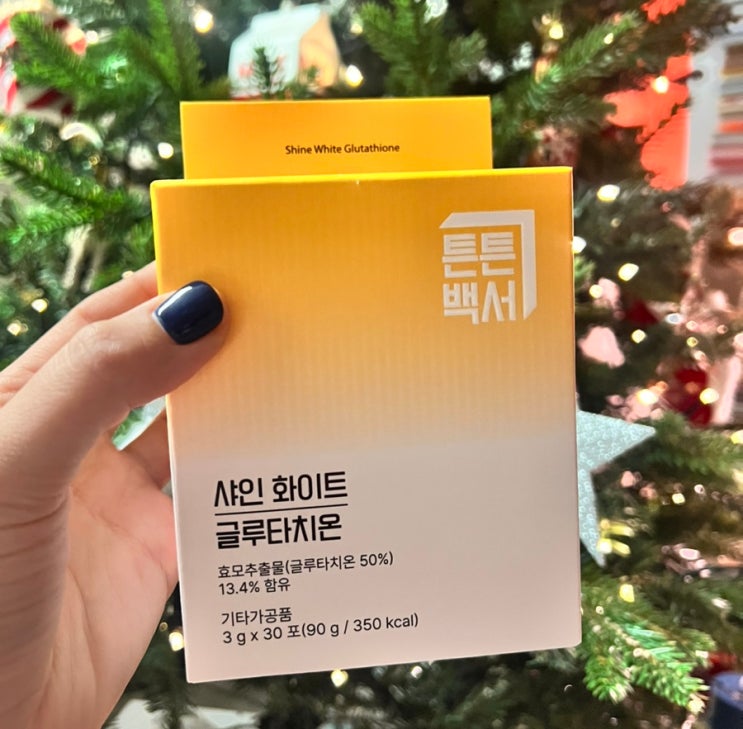 Shine White Glutathione
튼튼
백서
샤인 화이트
글루타치온
효모추출물(글루타치온 50%)
13.4% 함유
기타가공품
3 g x 30 포(90 g / 350 kcal)